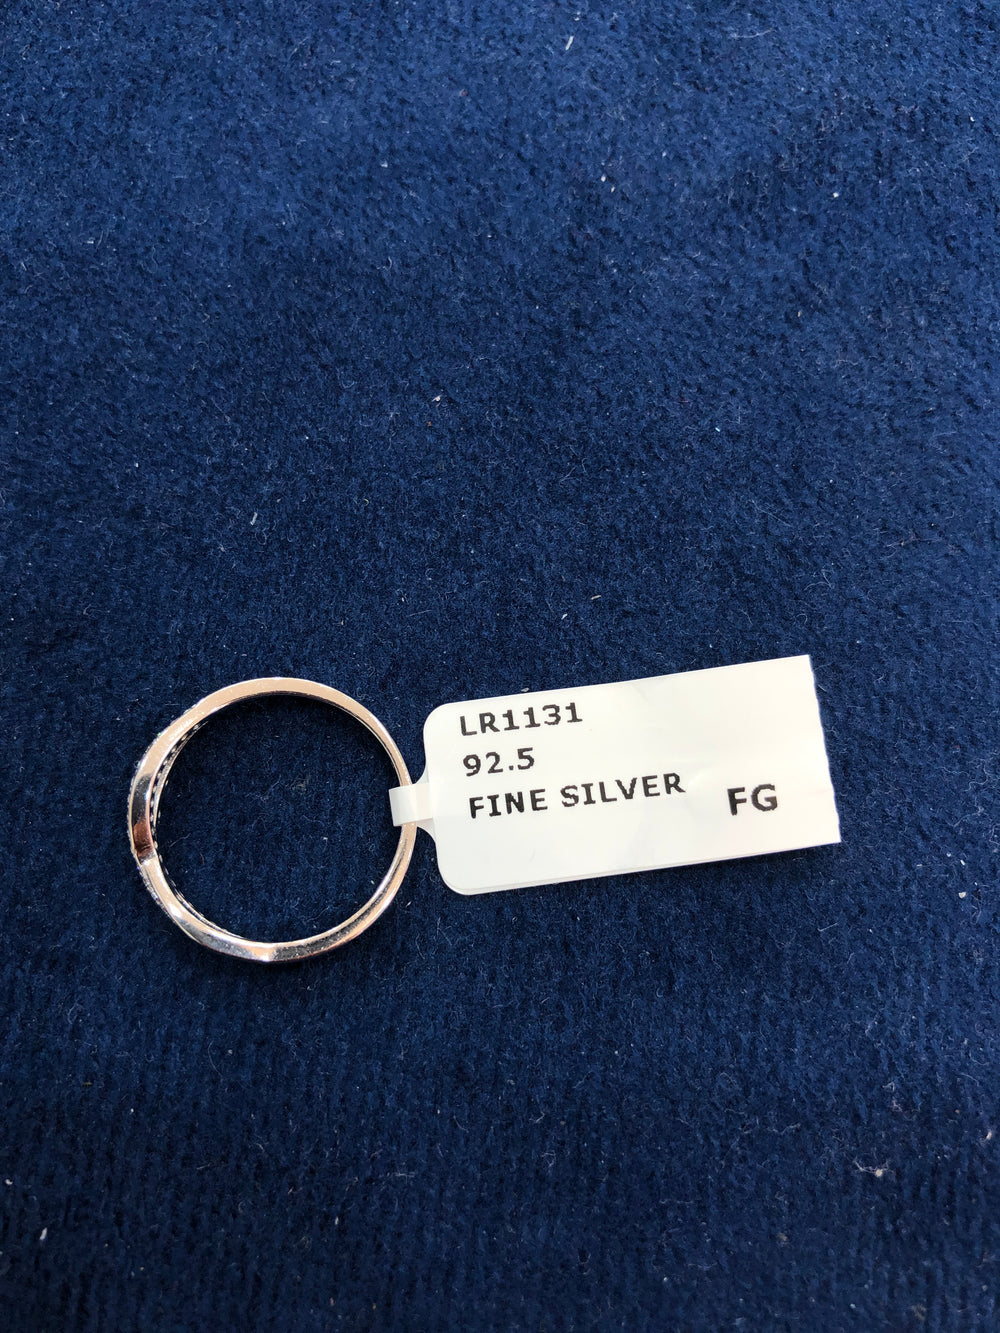 LR1131
92.5
FINE SILVER
FG